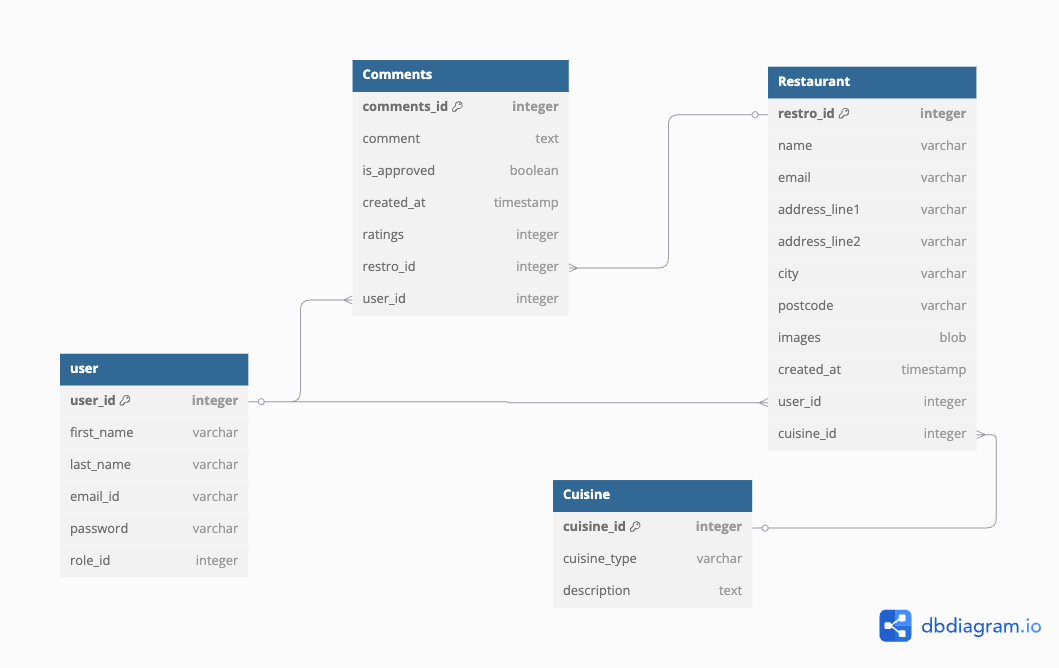 Comments
comments_id integer
comment text
is_approved boolean
created_at timestamp
ratings integer
restro_id integer
user_id integer
Restaurant
restro_id integer
name varchar
email varchar
address_line1 varchar
address_line2 varchar
city varchar
postcode varchar
images blob
created_at timestamp
user_id integer
cuisine_id integer
user
user_id integer
first_name varchar
last_name varchar
email_id varchar
password varchar
role_id integer
Cuisine
cuisine_id integer
cuisine_type varchar
description text
dbdiagram.io